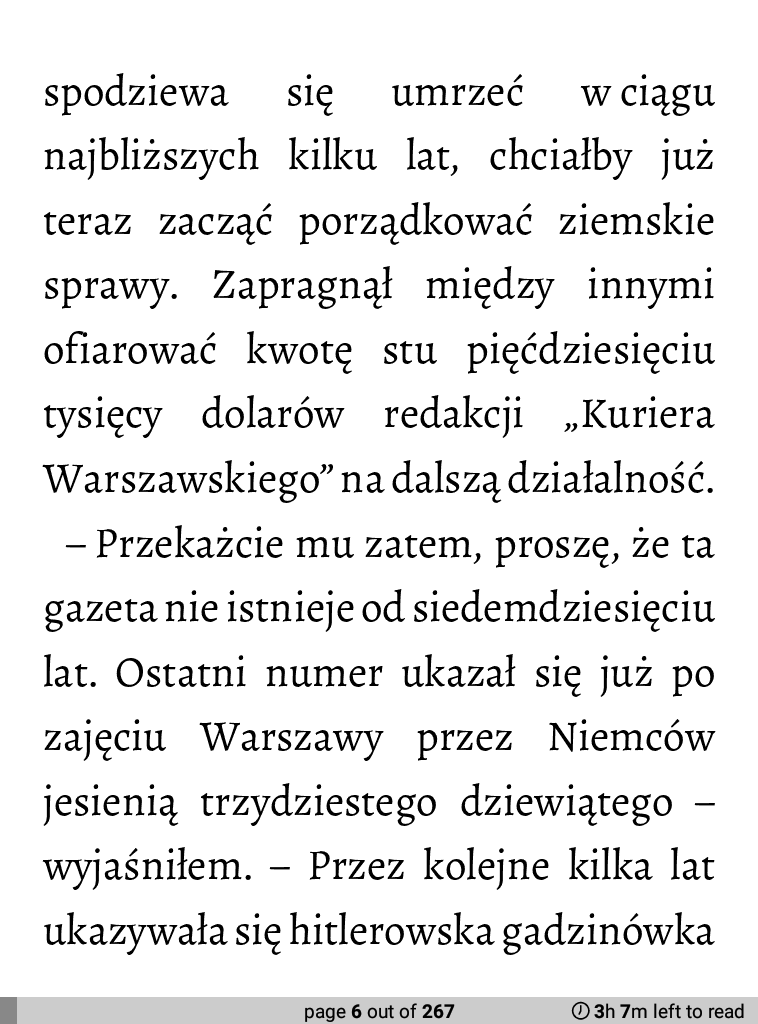 spodziewa się umrzeć w ciągu
najbliższych kilku lat, chciałby już
teraz zacząć porządkować ziemskie
sprawy. Zapragnął między innymi
ofiarować kwotę stu pięćdziesięciu
tysięcy dolarów redakcji „Kuriera
Warszawskiego” na dalszą działalność.
– Przekażcie mu zatem, proszę, że ta
gazeta nie istnieje od siedemdziesięciu
lat. Ostatni numer ukazał się już po
zajęciu Warszawy przez Niemców
jesienią trzydziestego dziewiątego –
wyjaśniłem. – Przez kolejne kilka lat
ukazywała się hitlerowska gadzinówka
page 6 out of 267 3h 7m left to read